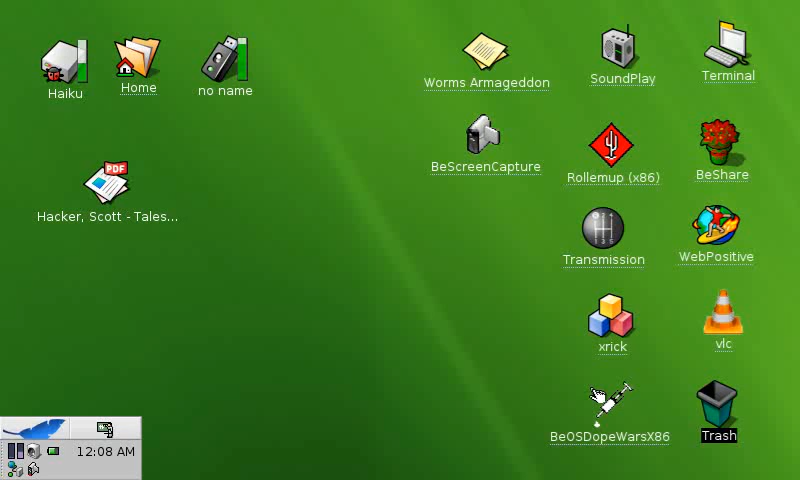 Haiku
Home
no name
Worms Armageddon
SoundPlay
Terminal
PDF
Hacker, Scott - Tales...
BeScreenCapture
Rollemup (x86)
BeShare
Transmission
WebPositive
xrick
vlc
BeOSDopeWarsX86
Trash
12:08 AM